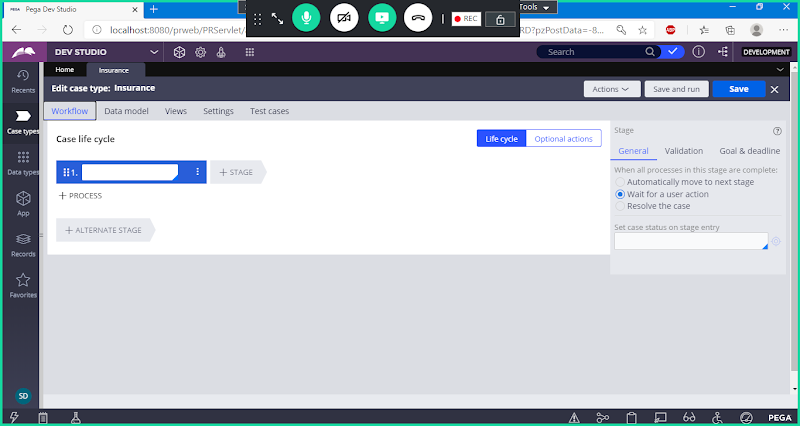 PEGA Pega Dev Studio
localhost:8080/prweb/PRServlet/
RD?pzPostData=-8...
Tools
REC
DEV STUDIO
Search
DEVELOPMENT
Home
Insurance
Recents
Case types
Data types
App
Records
Favorites
SD
Edit case type: Insurance
Actions
Save and run
Save
Workflow
Data model
Views
Settings
Test cases
Case life cycle
Life cycle
Optional actions
1.
+ STAGE
+ PROCESS
+ ALTERNATE STAGE
Stage
General
Validation
Goal & deadline
When all processes in this stage are complete:
Automatically move to next stage
Wait for a user action
Resolve the case
Set case status on stage entry
PEGA